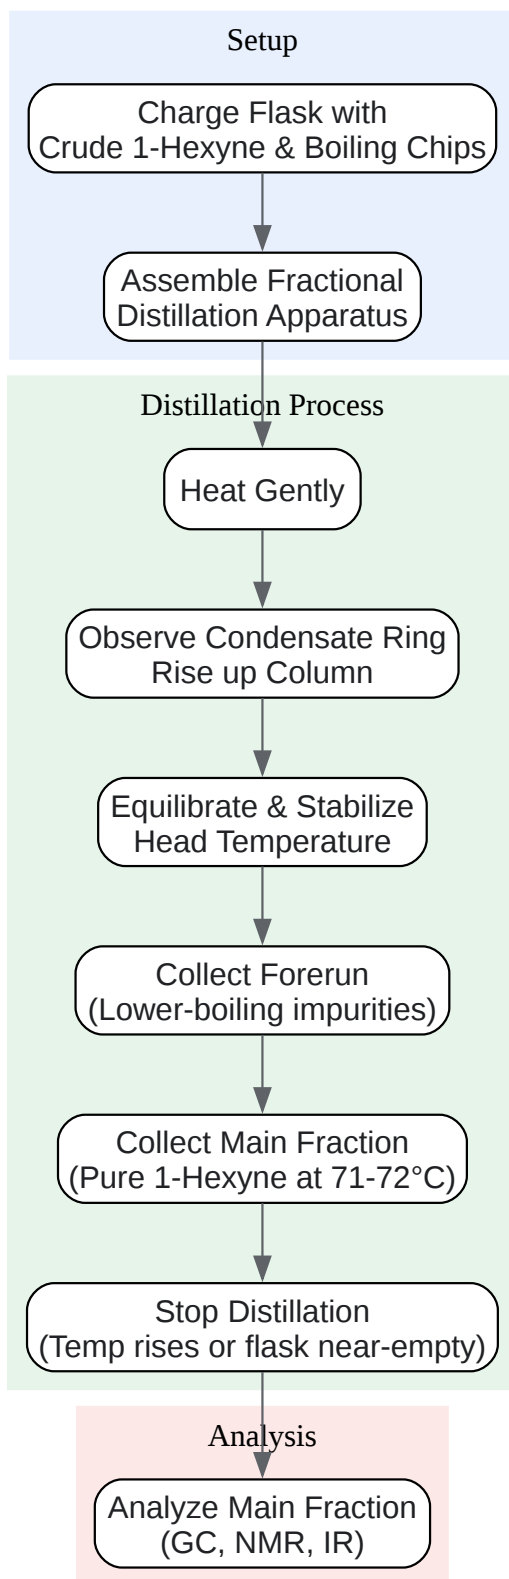 Setup
Charge Flask with
Crude 1-Hexyne & Boiling Chips
Assemble Fractional
Distillation Apparatus
Distillation Process
Heat Gently
Observe Condensate Ring
Rise up Column
Equilibrate & Stabilize
Head Temperature
Collect Forerun
(Lower-boiling impurities)
Collect Main Fraction
(Pure 1-Hexyne at 71-72°C)
Stop Distillation
(Temp rises or flask near-empty)
Analysis
Analyze Main Fraction
(GC, NMR, IR)